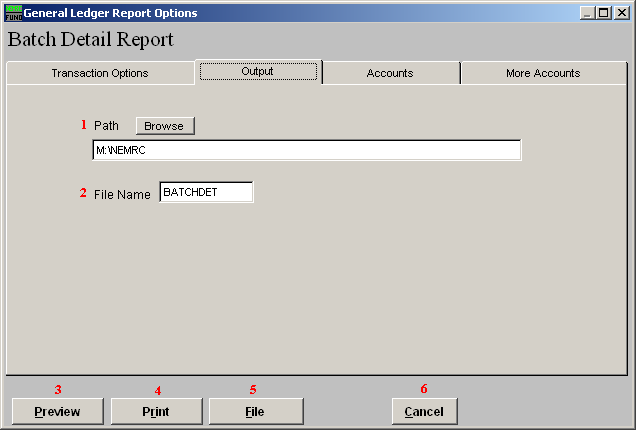 FUND General Ledger Report Options
Batch Detail Report
Transaction Options Output Accounts More Accounts
1 Path Browse
M:\NEMRC
2 File Name BATCHDET
3 4 5 6
Preview Print File Cancel